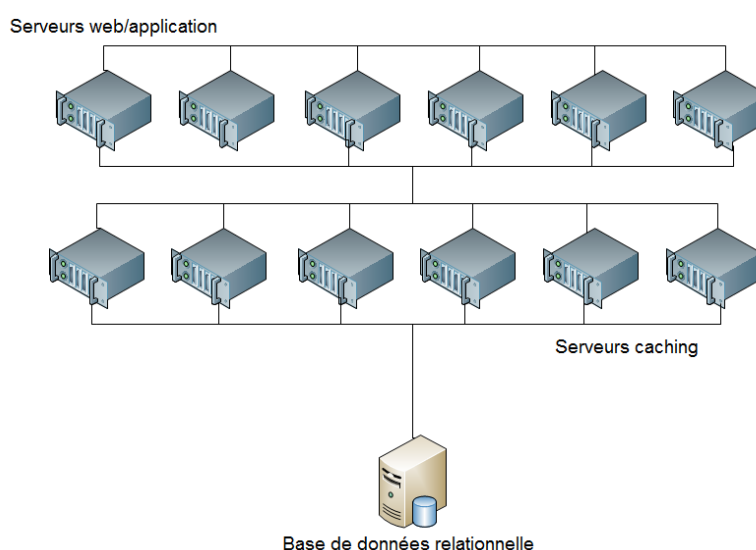 Serveurs web/application
Serveurs caching
Base de données relationnelle